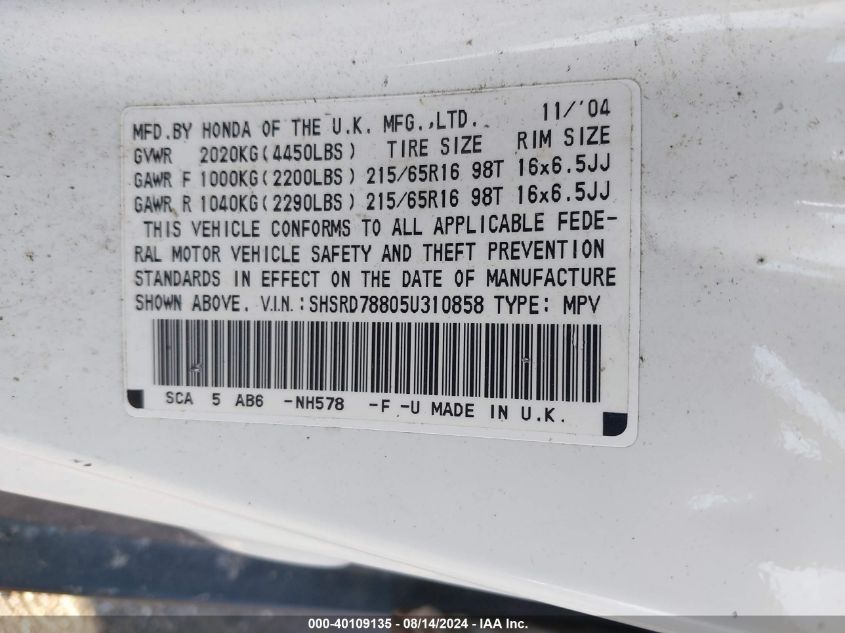 MFD.BY HONDA OF THE U.K. MFG.,LTD. 11/'04
GVWR 2020KG(4450LBS) TIRE SIZE RIM SIZE
GAWR F 1000KG(2200LBS) 215/65R16 98T 16x6.5JJ
GAWR R 1040KG(2290LBS) 215/65R16 98T 16x6.5JJ
THIS VEHICLE CONFORMS TO ALL APPLICABLE FEDE-
RAL MOTOR VEHICLE SAFETY AND THEFT PREVENTION
STANDARDS IN EFFECT ON THE DATE OF MANUFACTURE
SHOWN ABOVE. V.I.N.:SHSRD78805U310858 TYPE: MPV
SCA 5 AB6 -NH578 -F -U MADE IN U.K.
000-40109135 - 08/14/2024 - IAA Inc.